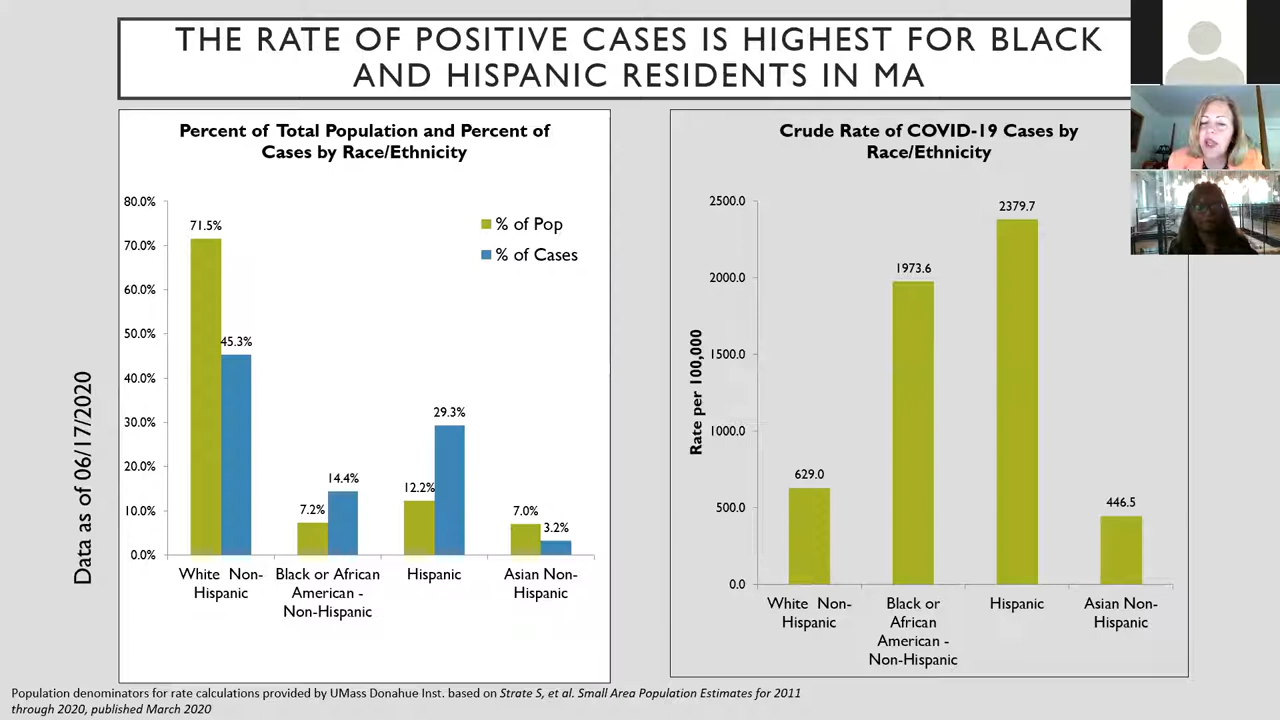 THE RATE OF POSITIVE CASES IS HIGHEST FOR BLACK
AND HISPANIC RESIDENTS IN MA
Data as of 06/17/2020
Percent of Total Population and Percent of
Cases by Race/Ethnicity
80.0%
70.0%
60.0%
50.0%
40.0%
30.0%
20.0%
10.0%
0.0%
% of Pop
% of Cases
71.5%
45.3%
7.2%
14.4%
12.2%
29.3%
7.0%
3.2%
White Non-
Hispanic
Black or African
American -
Non-Hispanic
Hispanic
Asian Non-
Hispanic
Crude Rate of COVID-19 Cases by
Race/Ethnicity
Rate per 100,000
2500.0
2000.0
1500.0
1000.0
500.0
0.0
629.0
1973.6
2379.7
446.5
White Non-
Hispanic
Black or
African
American -
Non-Hispanic
Hispanic
Asian Non-
Hispanic
Population denominators for rate calculations provided by UMass Donahue Inst. based on Strate S, et al. Small Area Population Estimates for 2011
through 2020, published March 2020